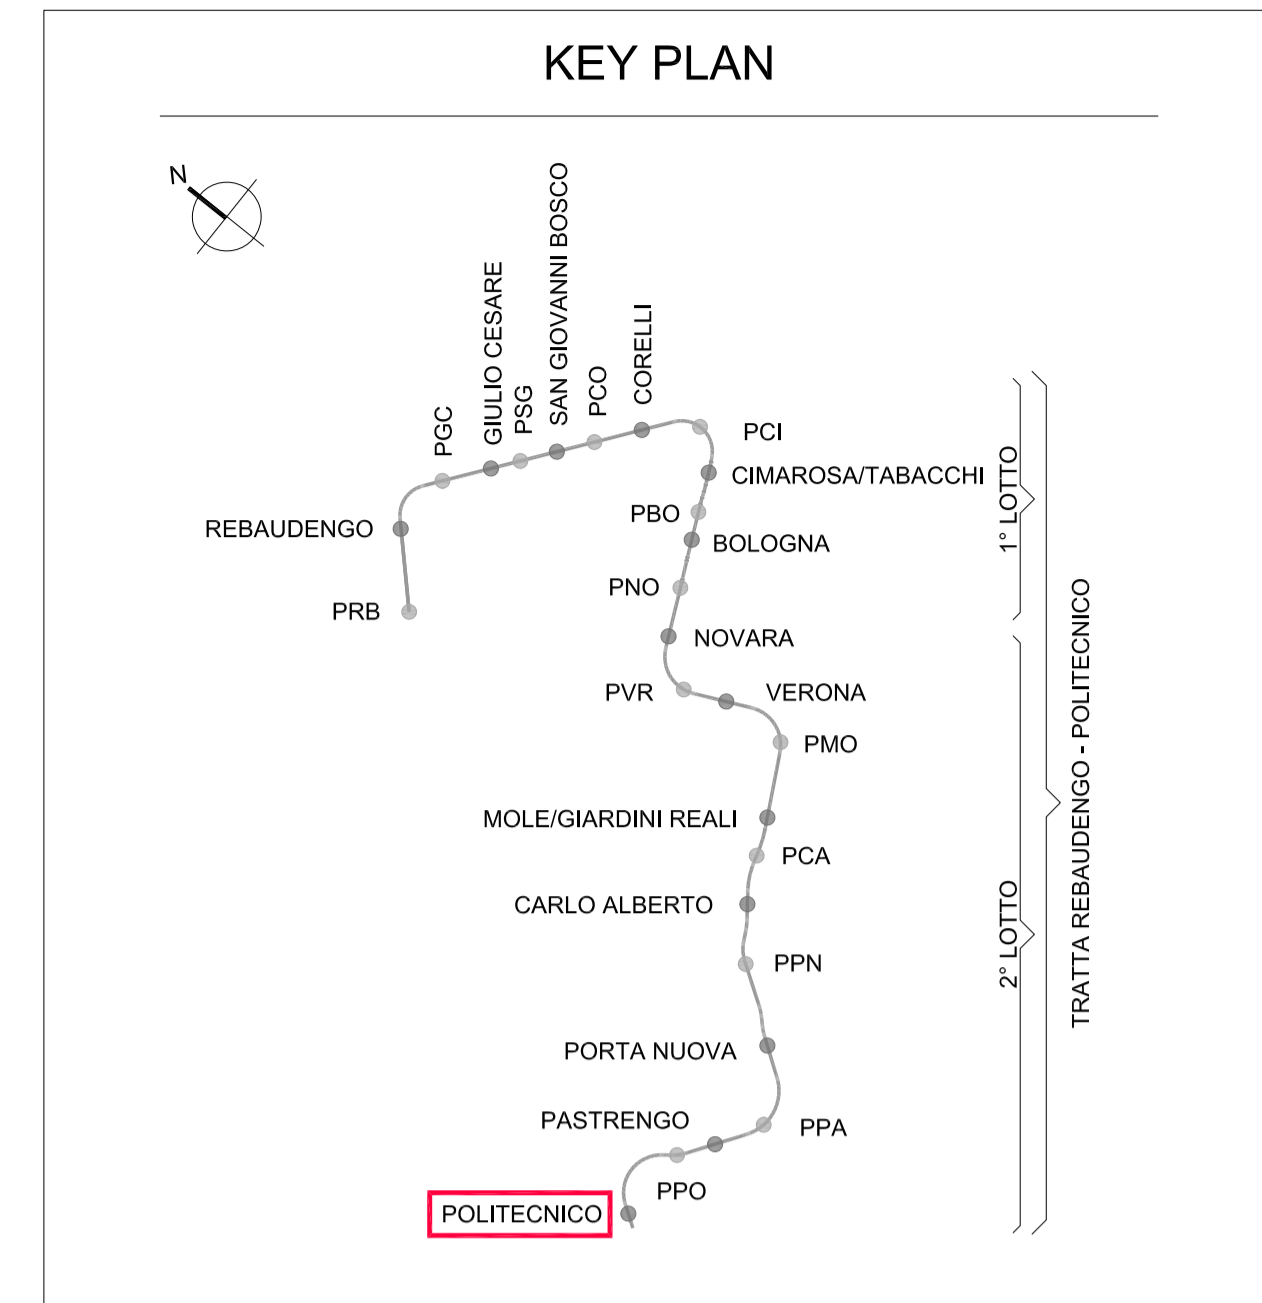 KEY PLAN
N
PGC
GIULIO CESARE
PSG
SAN GIOVANNI BOSCO
PCO
CORELLI
PCI
CIMAROSA/TABACCHI
PBO
REBAUDENGO
BOLOGNA
PNO
PRB
NOVARA
PVR
VERONA
PMO
MOLE/GIARDINI REALI
PCA
CARLO ALBERTO
PPN
PORTA NUOVA
PASTRENGO
PPA
PPO
POLITECNICO
1° LOTTO
2° LOTTO
TRATTA REBAUDENGO - POLITECNICO